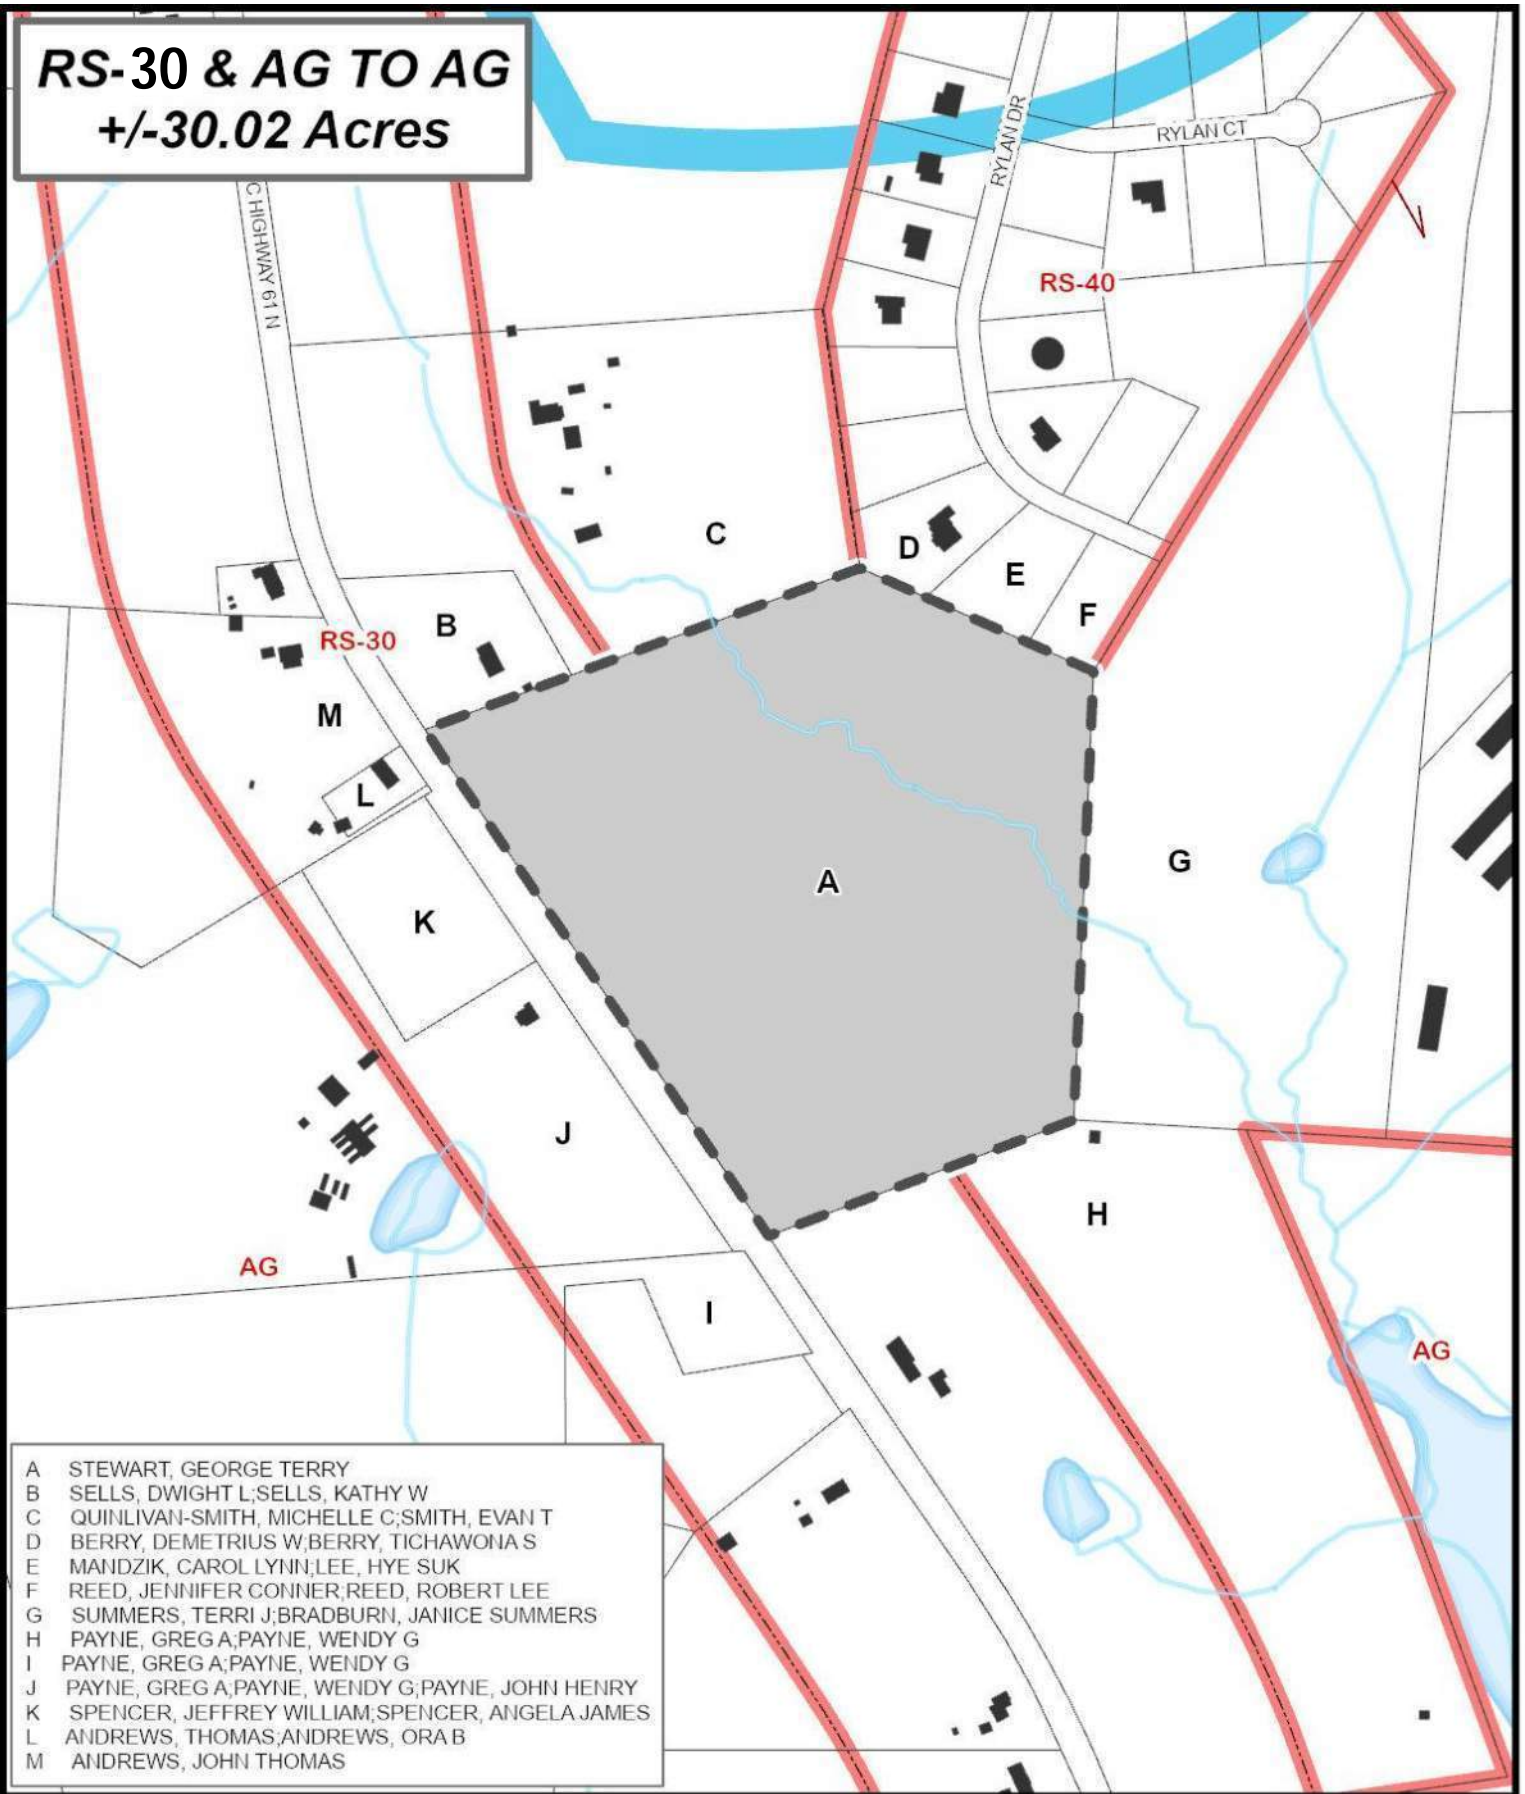 RS-30 & AG TO AG
+/-30.02 Acres
RYLAN CT
RYLAN DR
C HIGHWAY 61 N
RS-40
C
D
E
F
B
RS-30
M
L
A
G
K
J
H
I
AG
AG
A STEWART, GEORGE TERRY
B SELLS, DWIGHT L;SELLS, KATHY W
C QUINLIVAN-SMITH, MICHELLE C;SMITH, EVAN T
D BERRY, DEMETRIUS W;BERRY, TICHAWONA S
E MANDZIK, CAROL LYNN;LEE, HYE SUK
F REED, JENNIFER CONNER;REED, ROBERT LEE
G SUMMERS, TERRI J;BRADBURN, JANICE SUMMERS
H PAYNE, GREG A;PAYNE, WENDY G
I PAYNE, GREG A;PAYNE, WENDY G
J PAYNE, GREG A;PAYNE, WENDY G;PAYNE, JOHN HENRY
K SPENCER, JEFFREY WILLIAM;SPENCER, ANGELA JAMES
L ANDREWS, THOMAS;ANDREWS, ORA B
M ANDREWS, JOHN THOMAS